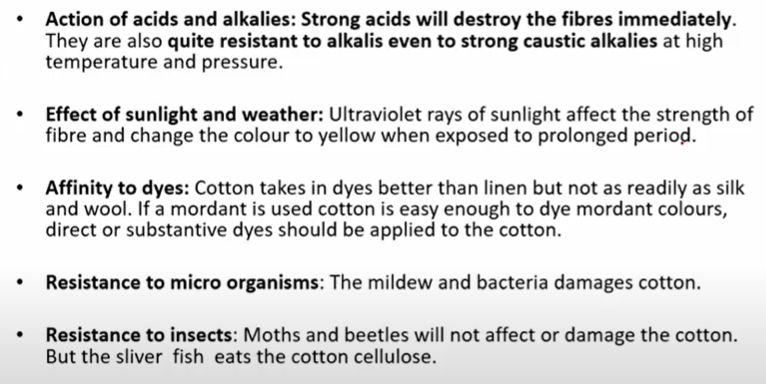 • Action of acids and alkalies: Strong acids will destroy the fibres immediately.
They are also quite resistant to alkalis even to strong caustic alkalies at high
temperature and pressure.
• Effect of sunlight and weather: Ultraviolet rays of sunlight affect the strength of
fibre and change the colour to yellow when exposed to prolonged period.
• Affinity to dyes: Cotton takes in dyes better than linen but not as readily as silk
and wool. If a mordant is used cotton is easy enough to dye mordant colours,
direct or substantive dyes should be applied to the cotton.
• Resistance to micro organisms: The mildew and bacteria damages cotton.
• Resistance to insects: Moths and beetles will not affect or damage the cotton.
But the sliver fish eats the cotton cellulose.